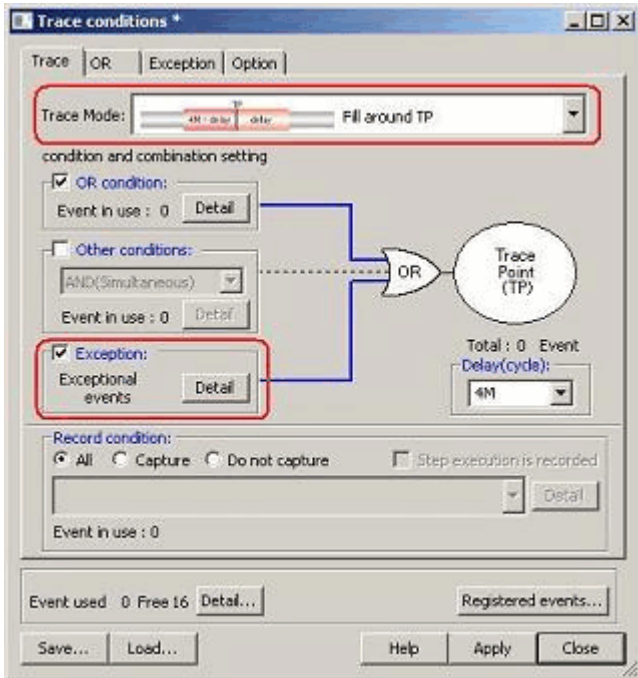 Trace conditions *
Trace OR Exception Option
Trace Mode: TP 4M - delay delay Fill around TP
condition and combination setting
OR condition:
Event in use : 0 Detail
Other conditions:
AND(Simultaneous)
Event in use : 0 Detail
Exception:
Exceptional
events
Detail
OR
Trace
Point
(TP)
Total : 0 Event
Delay(cycle):
4M
Record condition:
All Capture Do not capture Step execution is recorded
Detail
Event in use : 0
Event used 0 Free 16 Detail... Registered events...
Save... Load... Help Apply Close